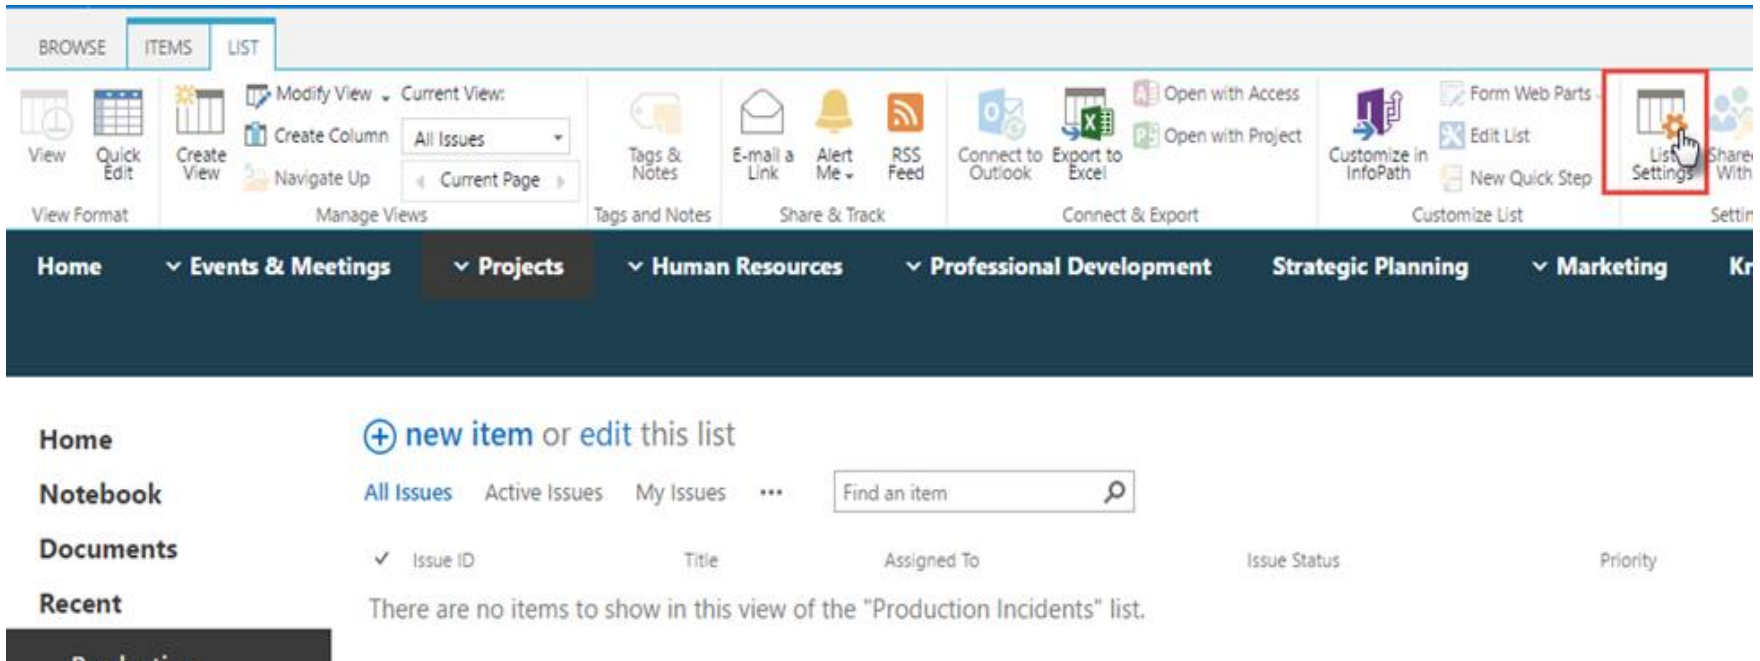 BROWSE ITEMS LIST
View
Quick Edit
Create View
Modify View
Create Column
Navigate Up
Current View:
All Issues
Current Page
Tags & Notes
E-mail a Link
Alert Me
RSS Feed
Connect to Outlook
Export to Excel
Open with Access
Open with Project
Customize in InfoPath
Form Web Parts
Edit List
New Quick Step
List Settings
Shared With
View Format
Manage Views
Tags and Notes
Share & Track
Connect & Export
Customize List
Home Events & Meetings Projects Human Resources Professional Development Strategic Planning Marketing
Home
Notebook
Documents
Recent
new item or edit this list
All Issues Active Issues My Issues ...
Find an item
Issue ID Title Assigned To Issue Status Priority
There are no items to show in this view of the "Production Incidents" list.